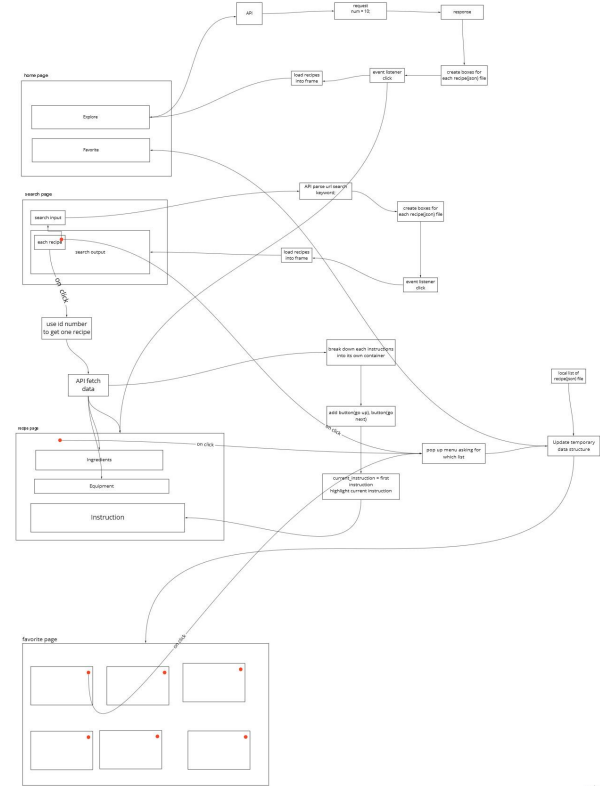 API
request
num = 10;
response
home page
load recipes
into frame
event listener
click
create boxes for
each recipe(json) file
Explore
Favorite
search page
API parse url search
keyword
create boxes for
each recipe(json) file
search input
each recipe
search output
load recipes
into frame
event listener
click
on click
use id number
to get one recipe
break down each instructions
into its own container
API fetch
data
local list of
recipe(json) file
add button(go up), button(go
next)
recipe page
on click
on click
pop up manu asking for
which list
Update temporary
data structure
Ingredients
Equipment
current_instruction = first
instruction
highlight current instruction
Instruction
favorite page
on click